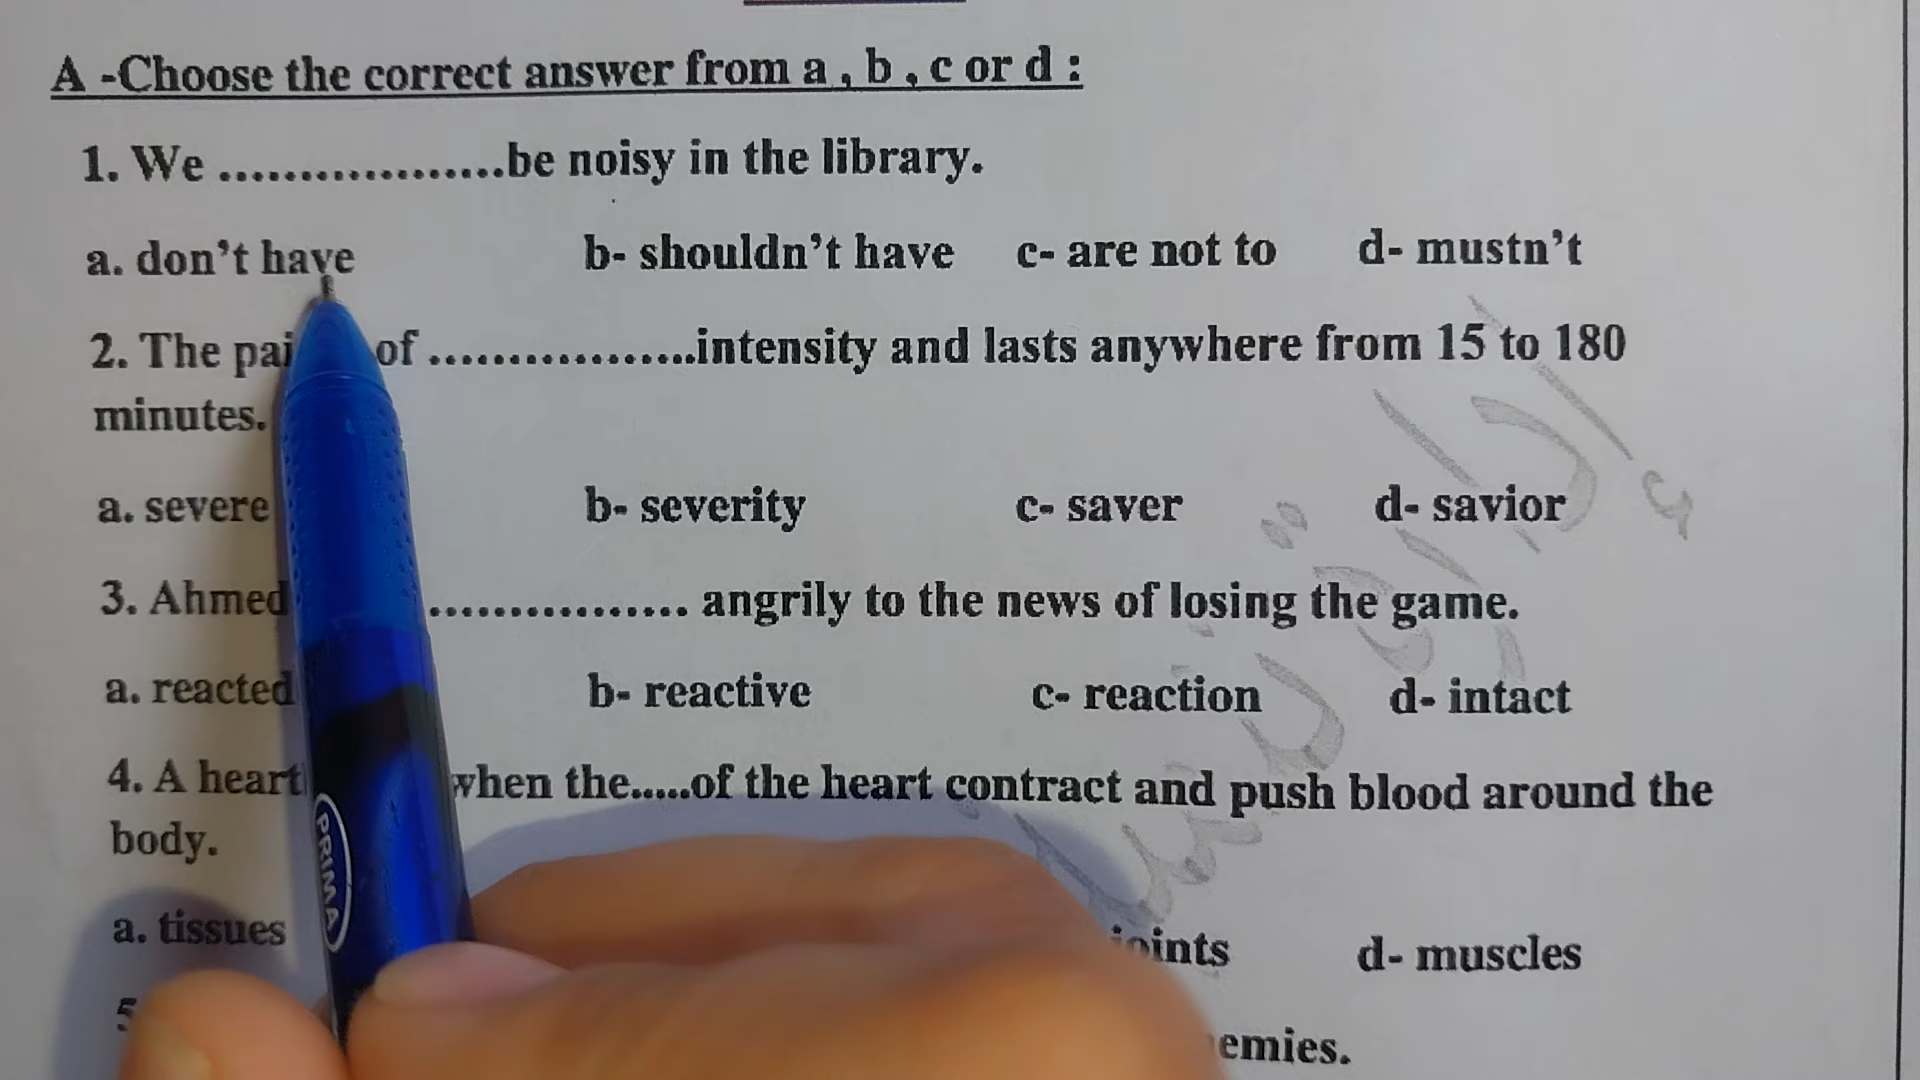 A -Choose the correct answer from a , b , c or d :
1. We ..................be noisy in the library.
a. don't have b- shouldn't have c- are not to d- mustn't
2. The of .................intensity and lasts anywhere from 15 to 180
minutes.
a. severe b- severity c- saver d- savior
3. Ahmed ................ angrily to the news of losing the game.
a. reacted b- reactive c- reaction d- intact
4. A heart when the.....of the heart contract and push blood around the
body.
a. tissues joints d- muscles
5
PRIMA